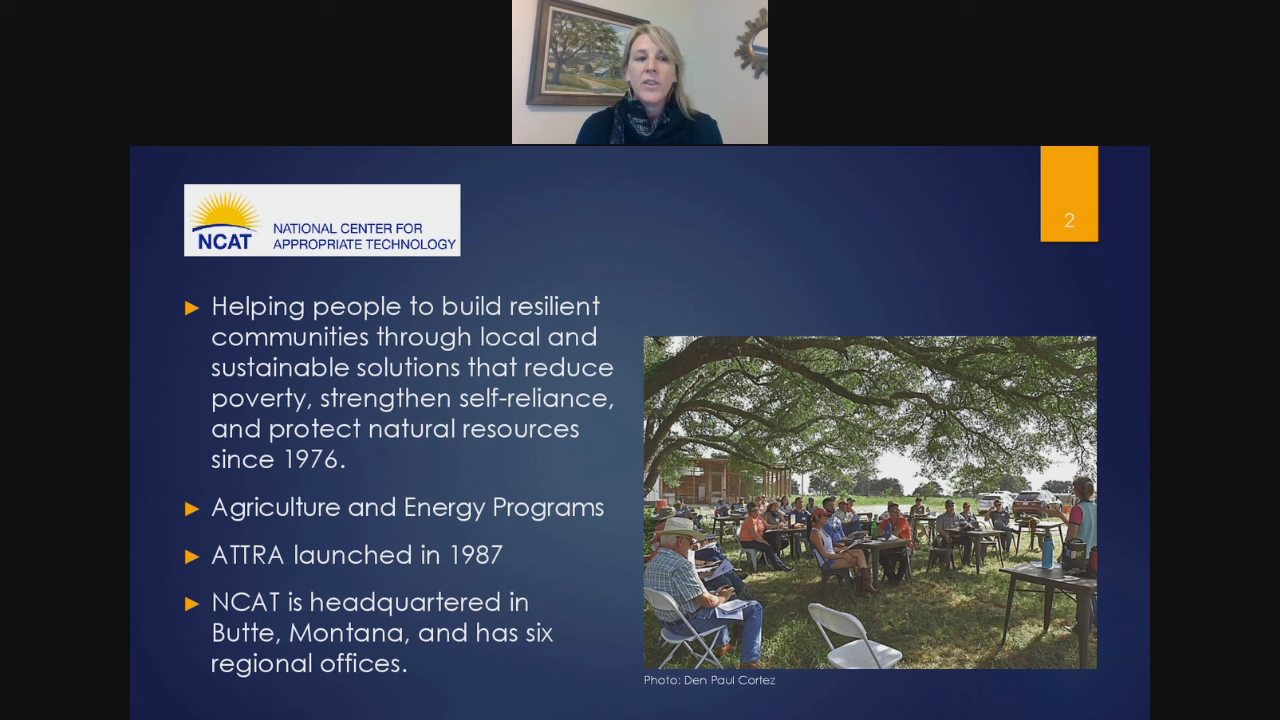 2
NCAT
NATIONAL CENTER FOR
APPROPRIATE TECHNOLOGY
► Helping people to build resilient
communities through local and
sustainable solutions that reduce
poverty, strengthen self-reliance,
and protect natural resources
since 1976.
► Agriculture and Energy Programs
► ATTRA launched in 1987
► NCAT is headquartered in
Butte, Montana, and has six
regional offices.
Photo: Den Paul Cortez